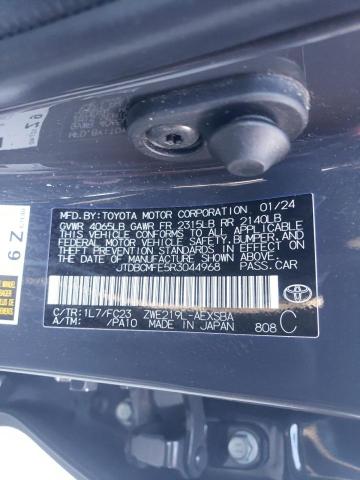 MFD.BY:TOYOTA MOTOR CORPORATION 01/24
GVWR 4065LB GAWR FR 2315LB RR 2140LB
THIS VEHICLE CONFORMS TO ALL APPLICABLE
FEDERAL MOTOR VEHICLE SAFETY,BUMPER,AND
THEFT PREVENTION STANDARDS IN EFFECT ON
THE DATE OF MANUFACTURE SHOWN ABOVE.
JTDBCMFE5R3044968 PASS.CAR
C/TR:1L7/FC23 ZWE219L-AEXSBA
A/TM: /PA10 MADE IN JAPAN 808 C
Z 9